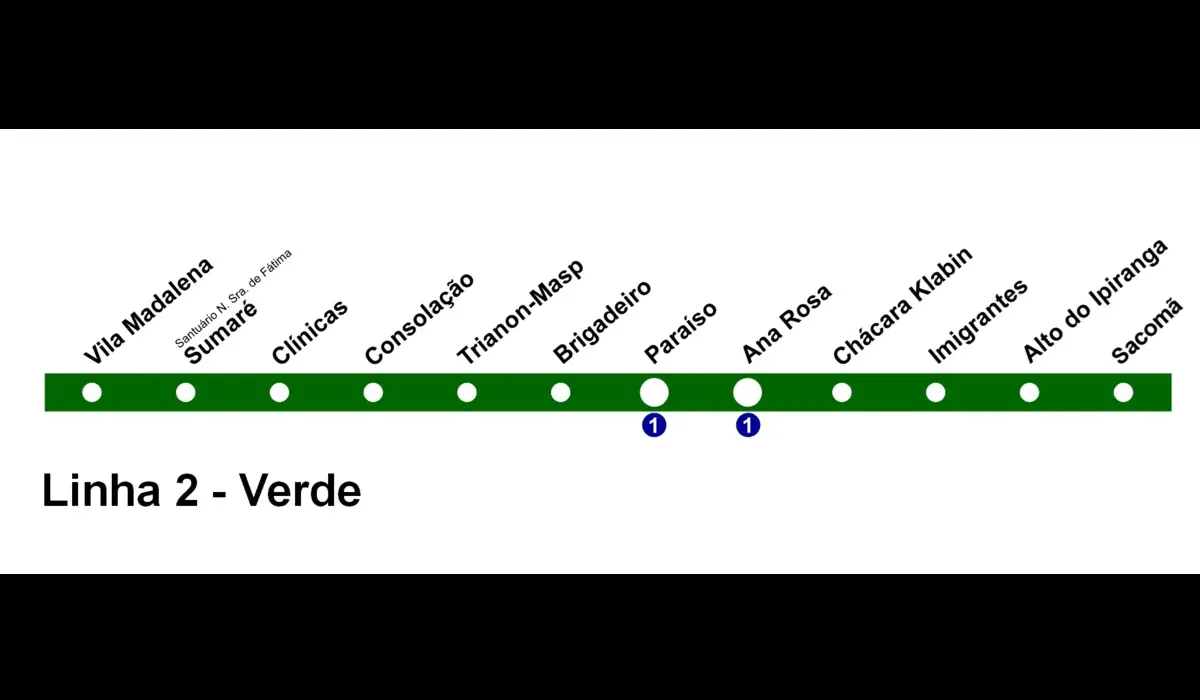 Vila Madalena
Santuário N. Sra. de Fátima
Sumaré
Clínicas
Consolação
Trianon-Masp
Brigadeiro
Paraíso
Ana Rosa
Chácara Klabin
Imigrantes
Alto do Ipiranga
Sacomã
1
1
Linha 2 - Verde